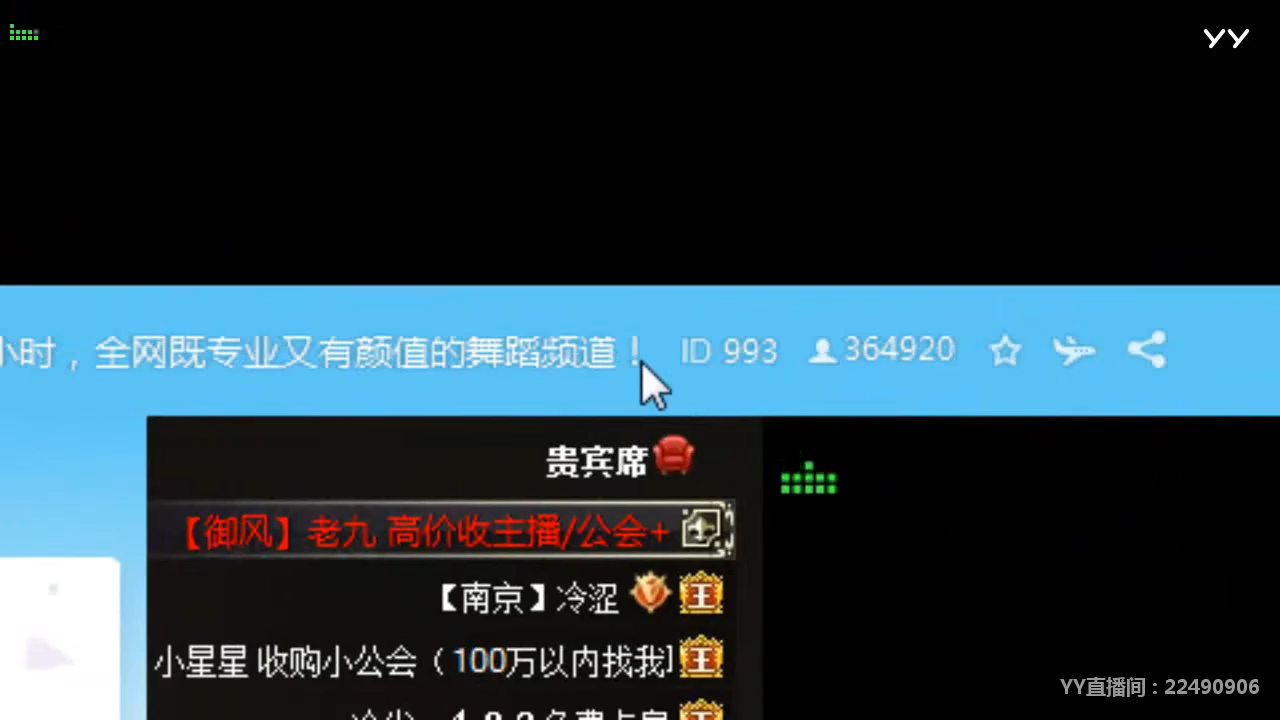 YY
小时，全网既专业又有颜值的舞蹈频道！ ID 993 364920
贵宾席
【御风】老九 高价收主播/公会+
【南京】冷涩
王
小星星 收购小公会（100万以内找我]
王
YY直播间：22490906